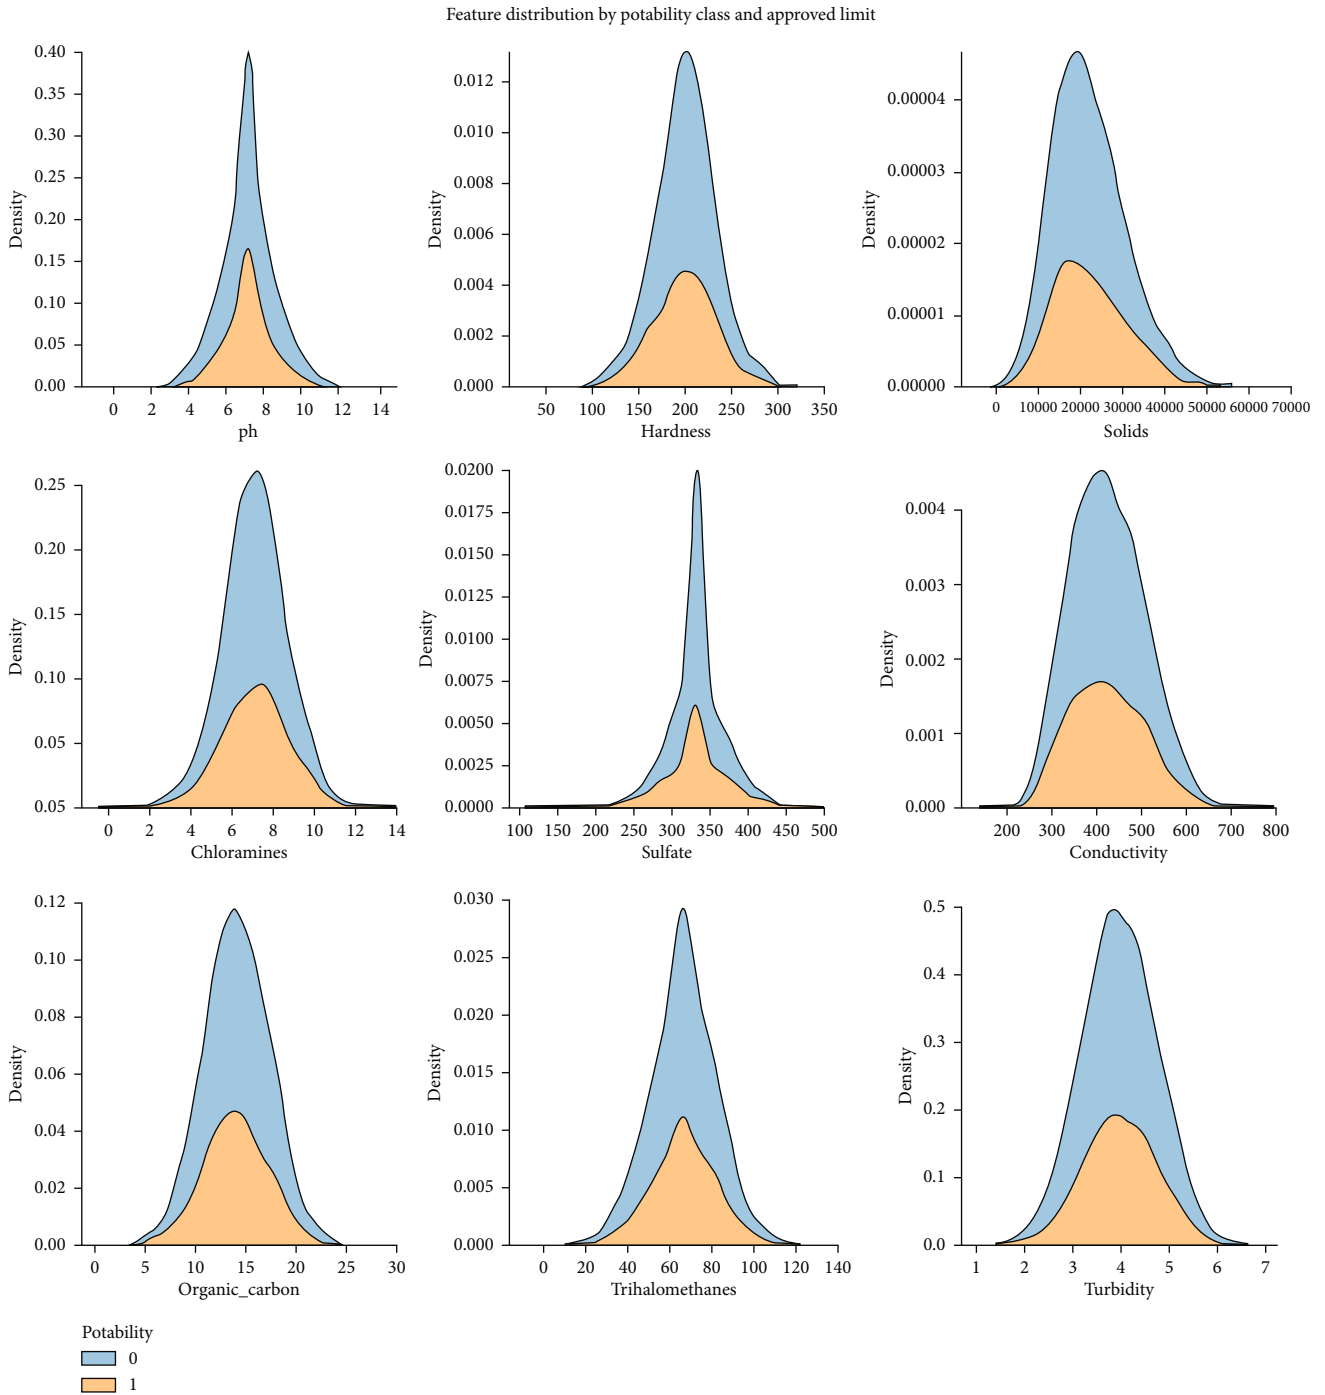 Feature distribution by potability class and approved limit
0.40
0.35
0.30
0.25
0.20
0.15
0.10
0.05
0.00
Density
0 2 4 6 8 10 12 14
ph
0.012
0.010
0.008
0.006
0.004
0.002
0.000
Density
50 100 150 200 250 300 350
Hardness
0.00004
0.00003
0.00002
0.00001
0.00000
Density
0 10000 20000 30000 40000 50000 60000 70000
Solids
0.25
0.20
0.15
0.10
0.05
0.05
Density
0 2 4 6 8 10 12 14
Chloramines
0.0200
0.0175
0.0150
0.0125
0.0100
0.0075
0.0050
0.0025
0.0000
Density
100 150 200 250 300 350 400 450 500
Sulfate
0.004
0.003
0.002
0.001
0.000
Density
200 300 400 500 600 700 800
Conductivity
0.12
0.10
0.08
0.06
0.04
0.02
0.00
Density
0 5 10 15 20 25 30
Organic_carbon
0.030
0.025
0.020
0.015
0.010
0.005
0.000
Density
0 20 40 60 80 100 120 140
Trihalomethanes
0.5
0.4
0.3
0.2
0.1
0.0
Density
1 2 3 4 5 6 7
Turbidity
Potability
0
1